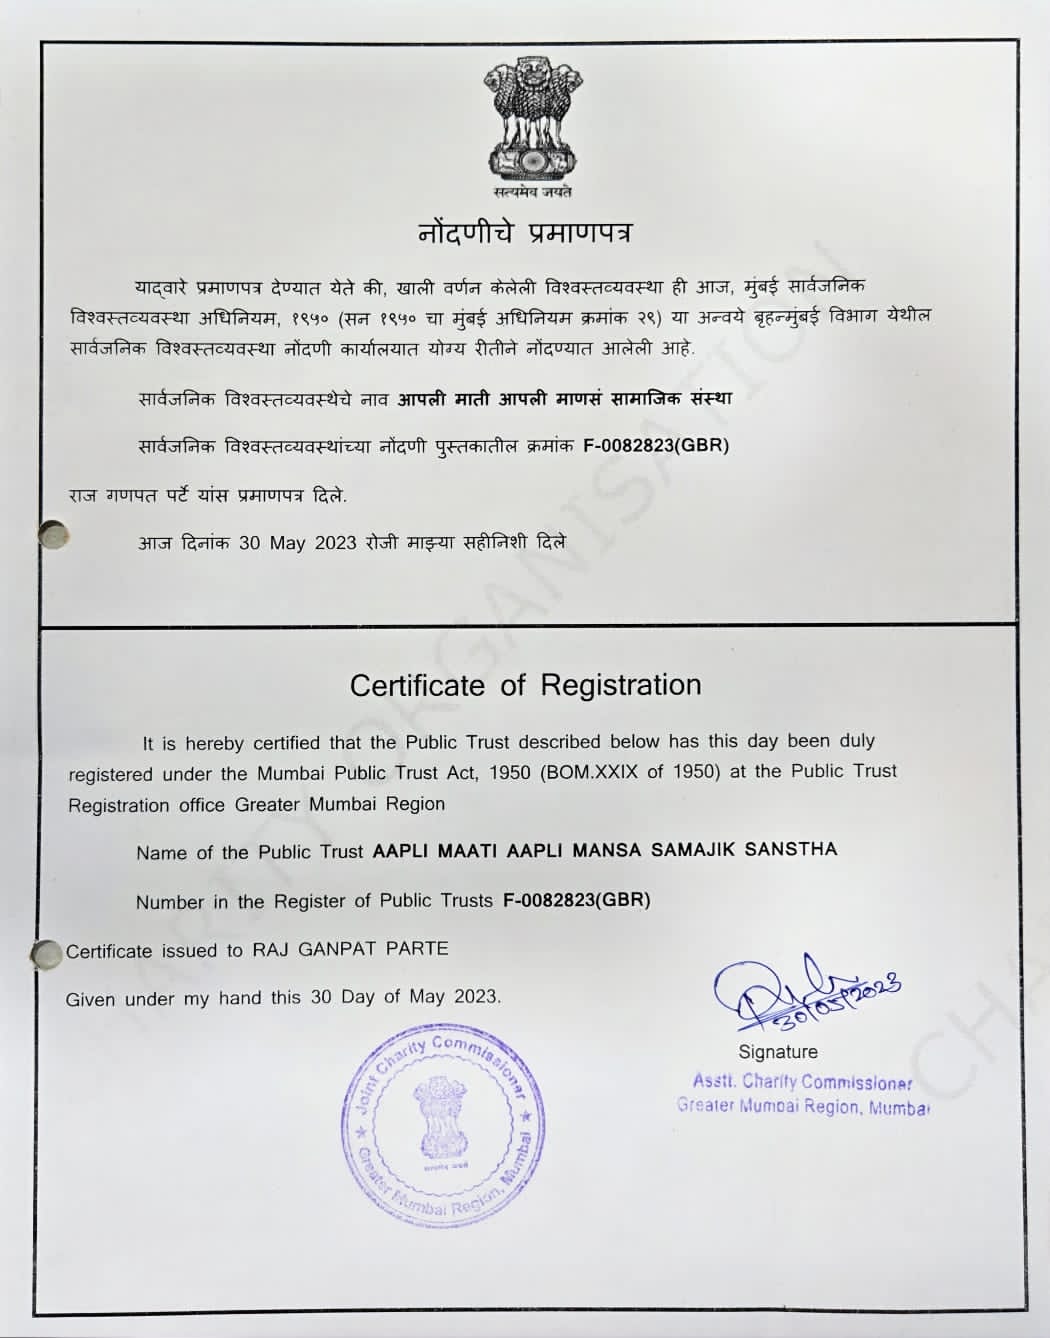 सत्यमेव जयते
नोंदणीचे प्रमाणपत्र
याद्वारे प्रमाणपत्र देण्यात येते की, खाली वर्णन केलेली विश्वस्तव्यवस्था ही आज, मुंबई सार्वजनिक
विश्वस्तव्यवस्था अधिनियम, १९५० (सन १९५० चा मुंबई अधिनियम क्रमांक २९) या अन्वये बृहन्मुंबई विभाग येथील
सार्वजनिक विश्वस्तव्यवस्था नोंदणी कार्यालयात योग्य रीतीने नोंदण्यात आलेली आहे.
सार्वजनिक विश्वस्तव्यवस्थेचे नाव आपली माती आपली माणसं सामाजिक संस्था
सार्वजनिक विश्वस्तव्यवस्थांच्या नोंदणी पुस्तकातील क्रमांक F-0082823(GBR)
राज गणपत पर्टे यांस प्रमाणपत्र दिले.
आज दिनांक 30 May 2023 रोजी माझ्या सहीनिशी दिले
Certificate of Registration
It is hereby certified that the Public Trust described below has this day been duly
registered under the Mumbai Public Trust Act, 1950 (BOM.XXIX of 1950) at the Public Trust
Registration office Greater Mumbai Region
Name of the Public Trust AAPLI MAATI AAPLI MANSA SAMAJIK SANSTHA
Number in the Register of Public Trusts F-0082823(GBR)
Certificate issued to RAJ GANPAT PARTE
Given under my hand this 30 Day of May 2023.
30/05/2023
Signature
Asstt. Charity Commissioner
Greater Mumbai Region, Mumbai
Joint Charity Commissioner
Greater Mumbai Region, Mumbai
सत्यमेव जयते
CHARITY ORGANISATION
CHA